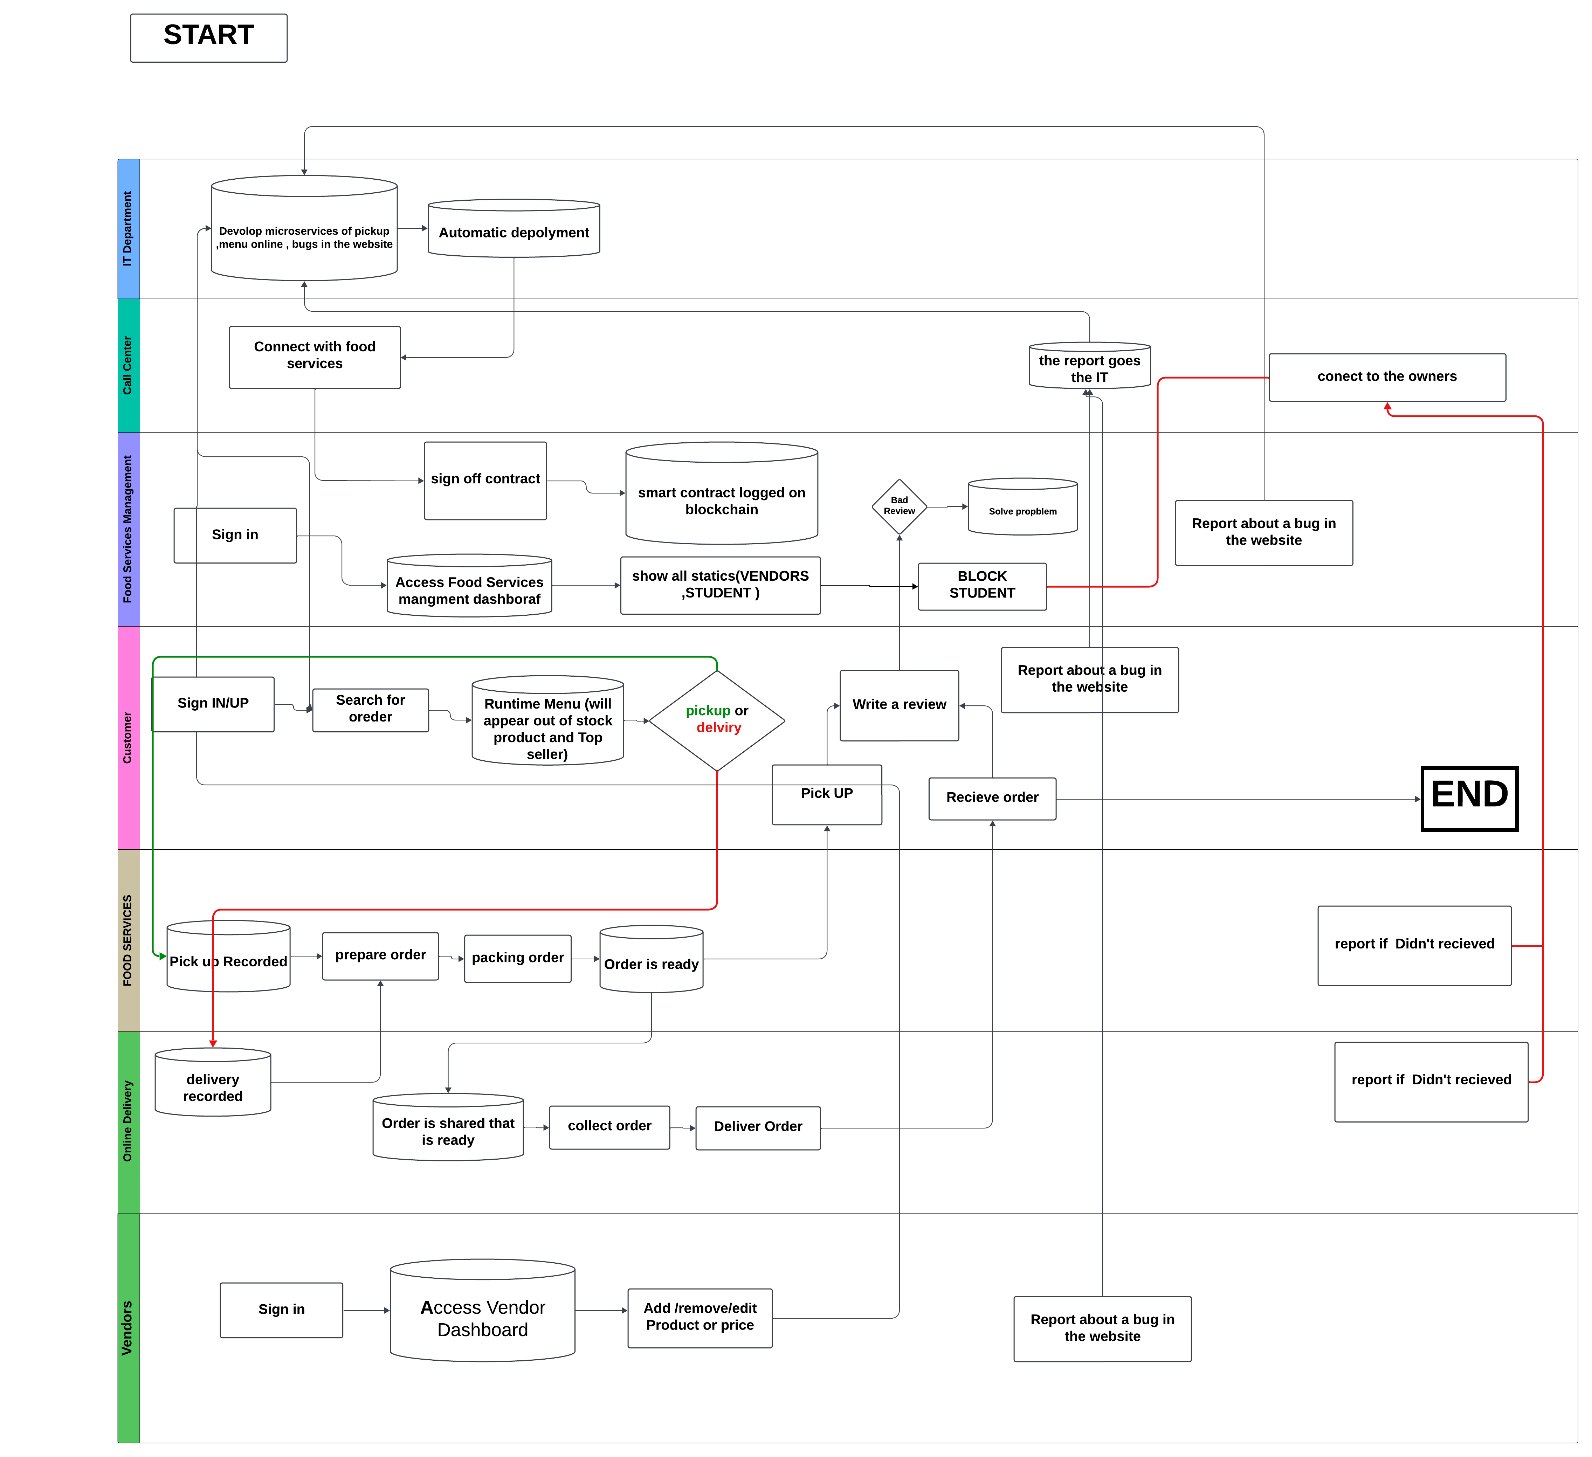 START
IT Department
Devolop microservices of pickup
,menu online , bugs in the website
Automatic depolyment
Call Center
Connect with food
services
the report goes
the IT
conect to the owners
Food Services Management
sign off contract
smart contract logged on
blockchain
Bad
Review
Solve propblem
Report about a bug in
the website
Sign in
Access Food Services
mangment dashboraf
show all statics(VENDORS
,STUDENT )
BLOCK
STUDENT
Customer
Sign IN/UP
Search for
oreder
Runtime Menu (will
appear out of stock
product and Top
seller)
pickup or
delviry
Write a review
Report about a bug in
the website
Pick UP
Recieve order
END
FOOD SERVICES
Pick up Recorded
prepare order
packing order
Order is ready
report if  Didn't recieved
Online Delivery
delivery
recorded
Order is shared that
is ready
collect order
Deliver Order
report if  Didn't recieved
Vendors
Sign in
Access Vendor
Dashboard
Add /remove/edit
Product or price
Report about a bug in
the website